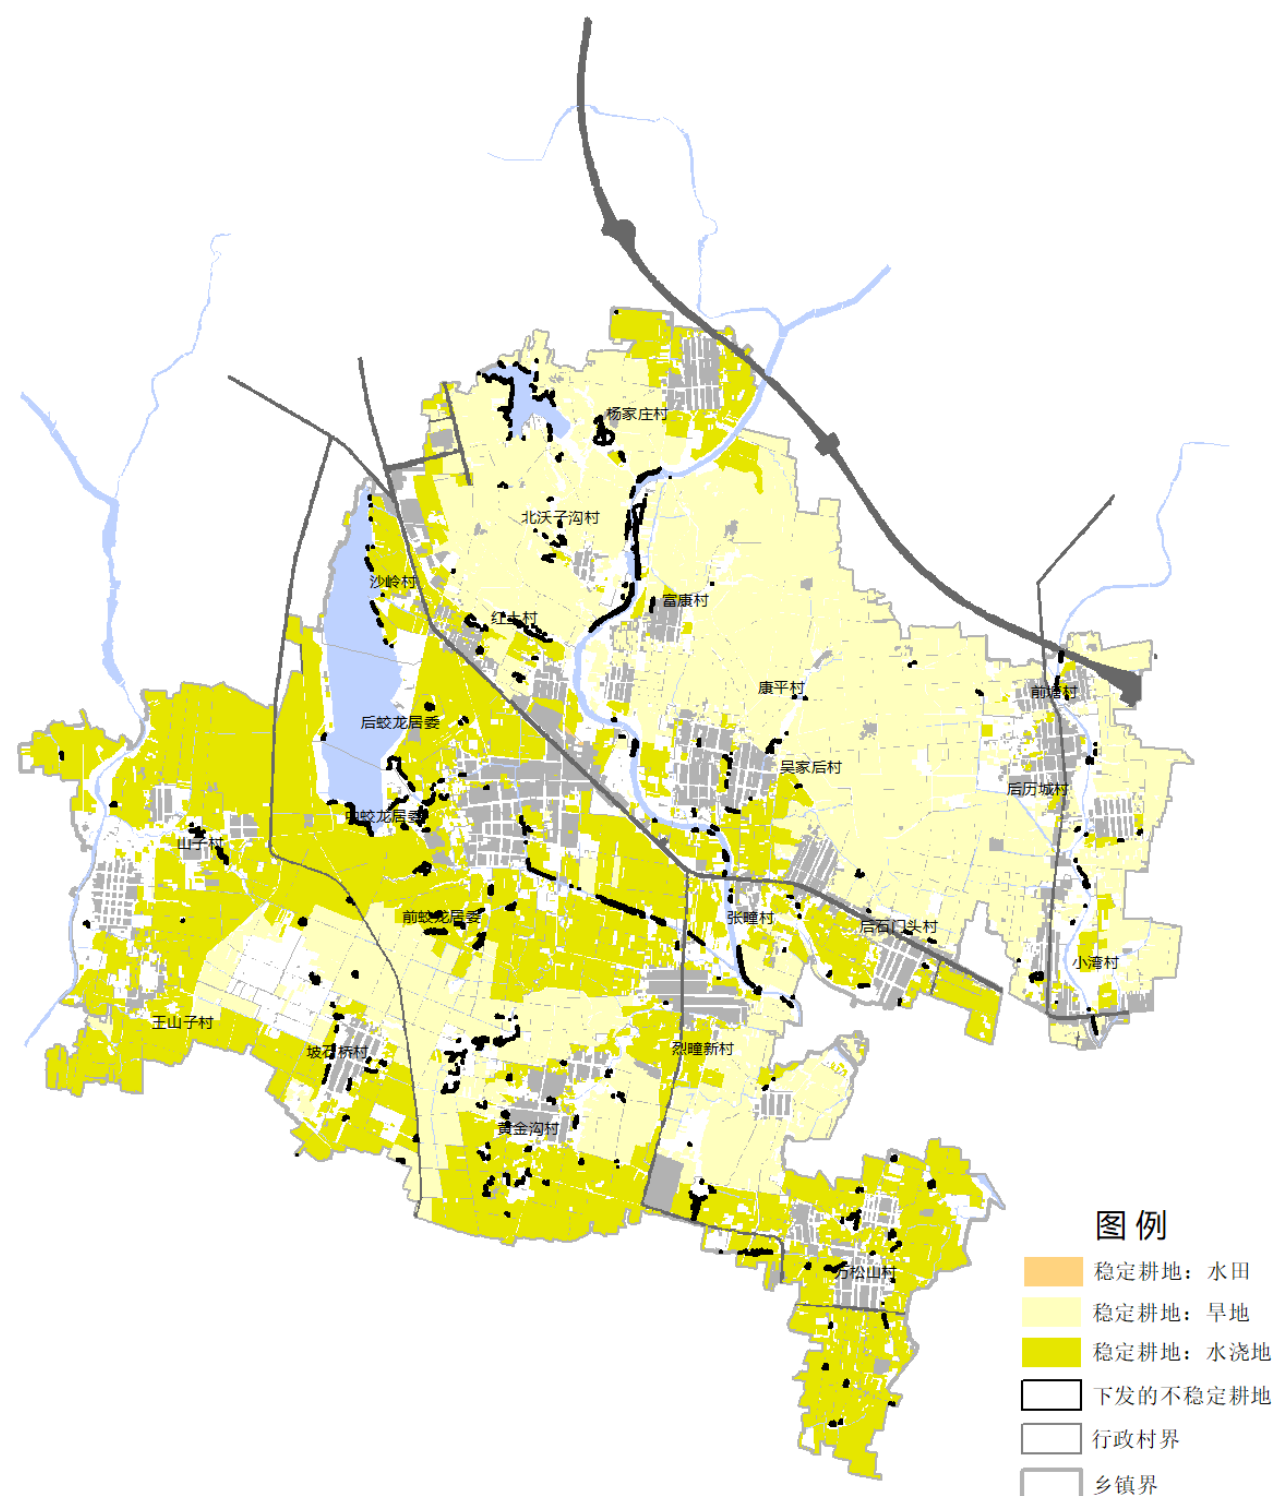 杨家庄村
北沃子沟村
沙岭村
富康村
红土村
康平村
前塘村
后蛟龙居委
吴家后村
后历城村
中蛟龙居委
山子村
前蛟龙居委
张疃村
后石门头村
小湾村
王山子村
坡石桥村
烈疃新村
黄金沟村
万松山村
图 例
稳定耕地：水田
稳定耕地：旱地
稳定耕地：水浇地
下发的不稳定耕地
行政村界
乡镇界